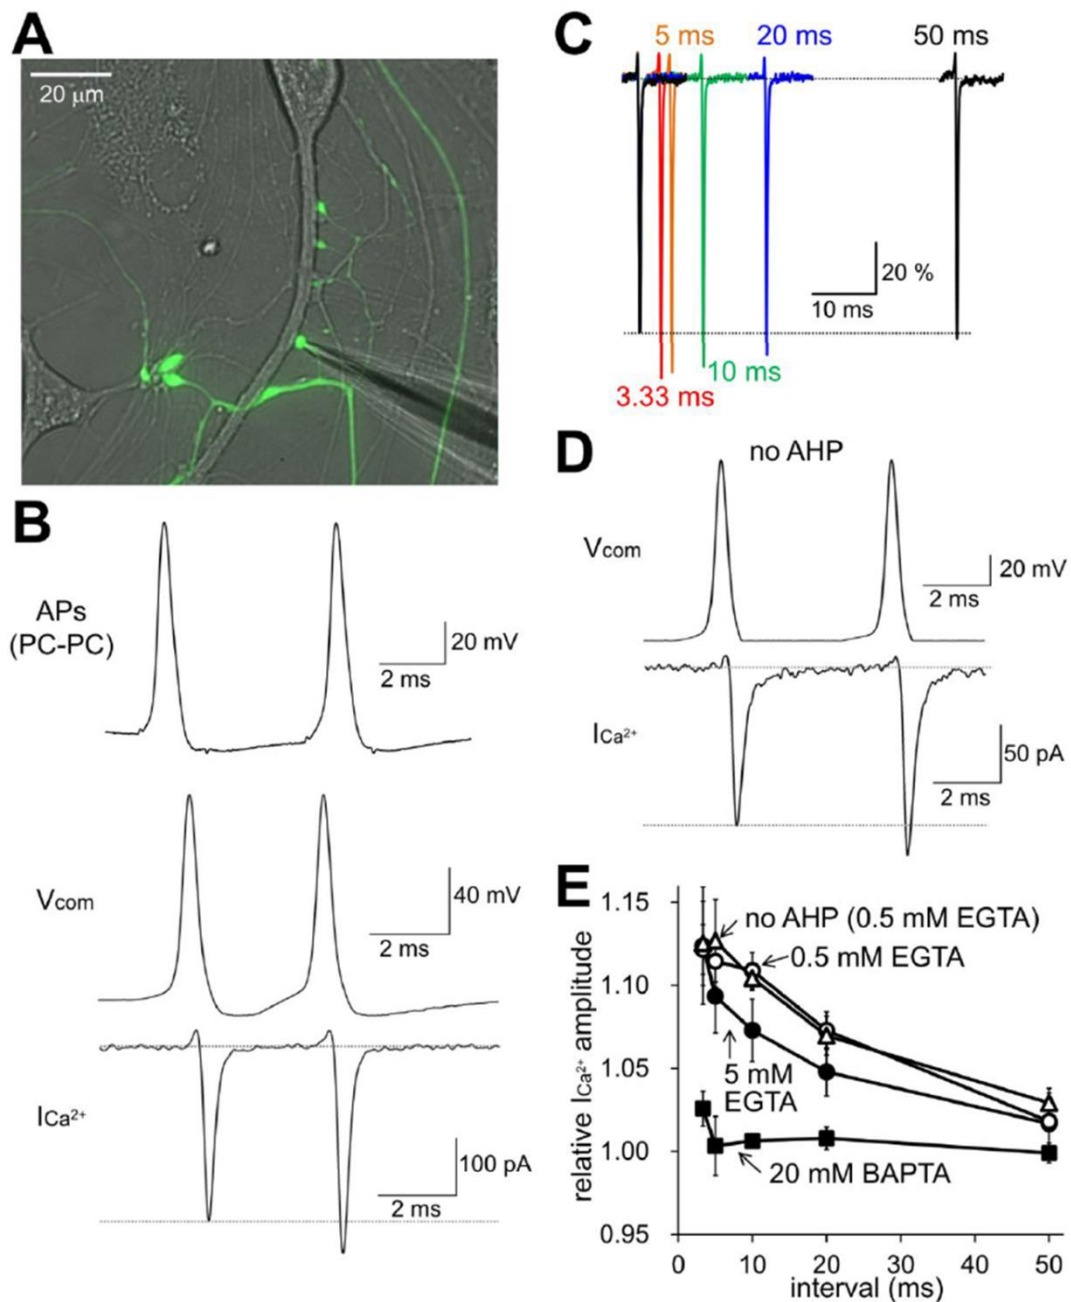 A
20 μm
B
APs
(PC-PC)
20 mV
2 ms
Vcom
40 mV
2 ms
ICa²⁺
100 pA
2 ms
C
5 ms
20 ms
50 ms
20 %
10 ms
10 ms
3.33 ms
D
no AHP
Vcom
20 mV
2 ms
ICa²⁺
50 pA
2 ms
E
relative ICa²⁺ amplitude
1.15
1.10
1.05
1.00
0.95
no AHP (0.5 mM EGTA)
0.5 mM EGTA
5 mM
EGTA
20 mM BAPTA
0 10 20 30 40 50
interval (ms)